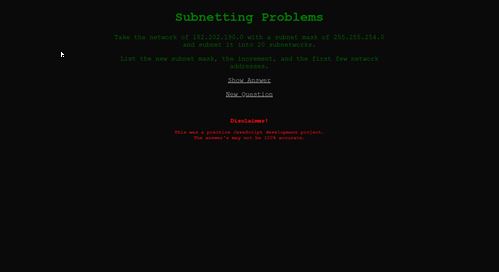 Subnetting Problems
Take the network of 152.202.190.0 with a subnet mask of 255.255.254.0
and subnet it into 20 subnetworks.
List the new subnet mask, the increment, and the first few network
addresses.
Show Answer
New Question
Disclaimer!
This was a practice JavaScript development project.
The answer's may not be 100% accurate.